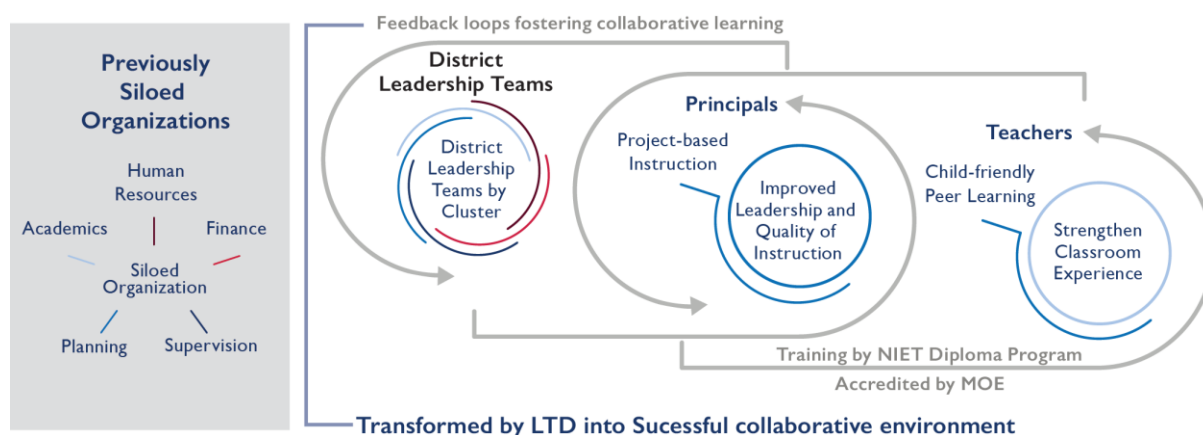 Previously
Siloed
Organizations
Human
Resources
Academics
Finance
Siloed
Organization
Planning
Supervision
Feedback loops fostering collaborative learning
District
Leadership Teams
District
Leadership
Teams by
Cluster
Principals
Project-based
Instruction
Improved
Leadership and
Quality of
Instruction
Teachers
Child-friendly
Peer Learning
Strengthen
Classroom
Experience
Training by NIET Diploma Program
Accredited by MOE
Transformed by LTD into Sucessful collaborative environment